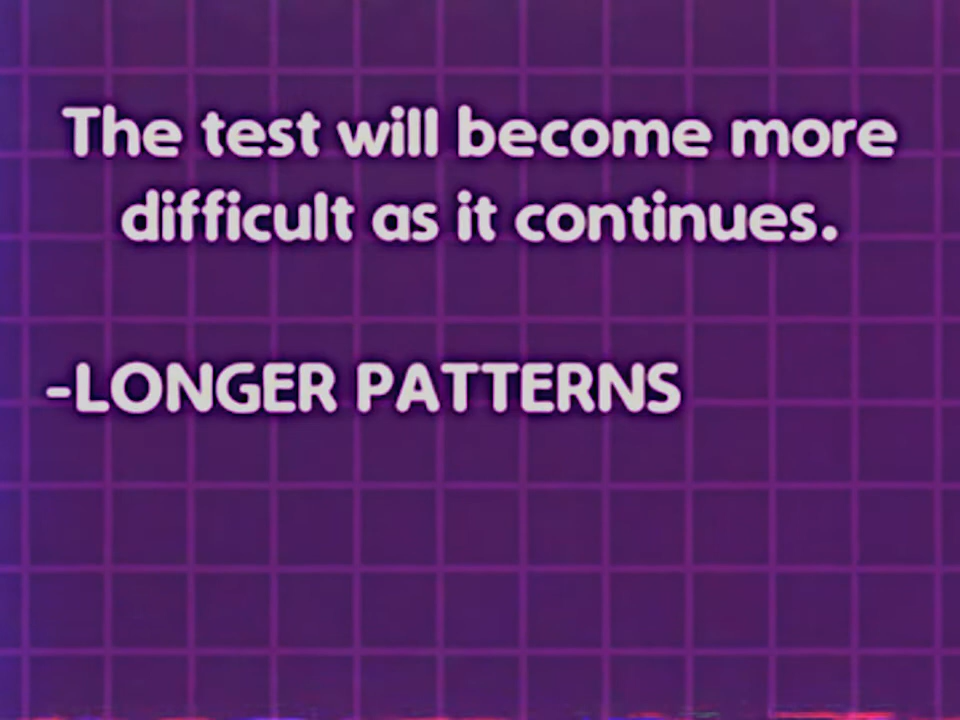 The test will become more
difficult as it continues.
-LONGER PATTERNS